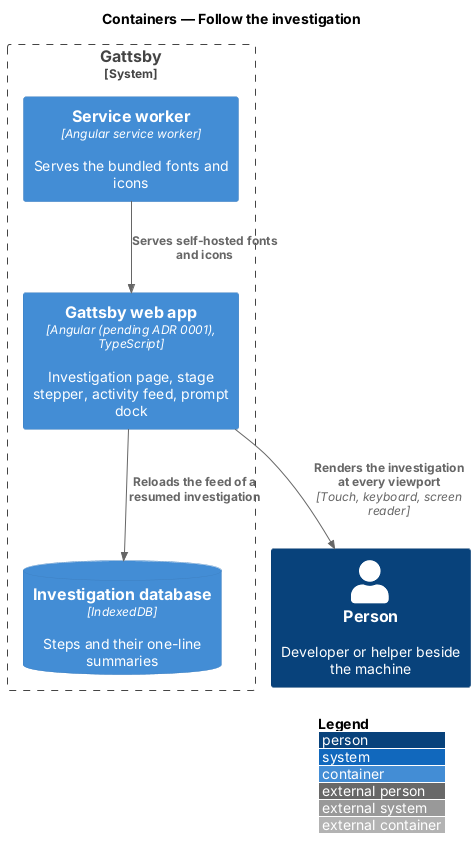 Containers — Follow the investigation
Gattsby
[System]
Service worker
[Angular service worker]
Serves the bundled fonts and
icons
Serves self-hosted fonts
and icons
Gattsby web app
[Angular (pending ADR 0001),
TypeScript]
Investigation page, stage
stepper, activity feed, prompt
dock
Reloads the feed of a
resumed investigation
Renders the investigation
at every viewport
[Touch, keyboard, screen
reader]
Investigation database
[IndexedDB]
Steps and their one-line
summaries
Person
Developer or helper beside
the machine
Legend
person
system
container
external person
external system
external container